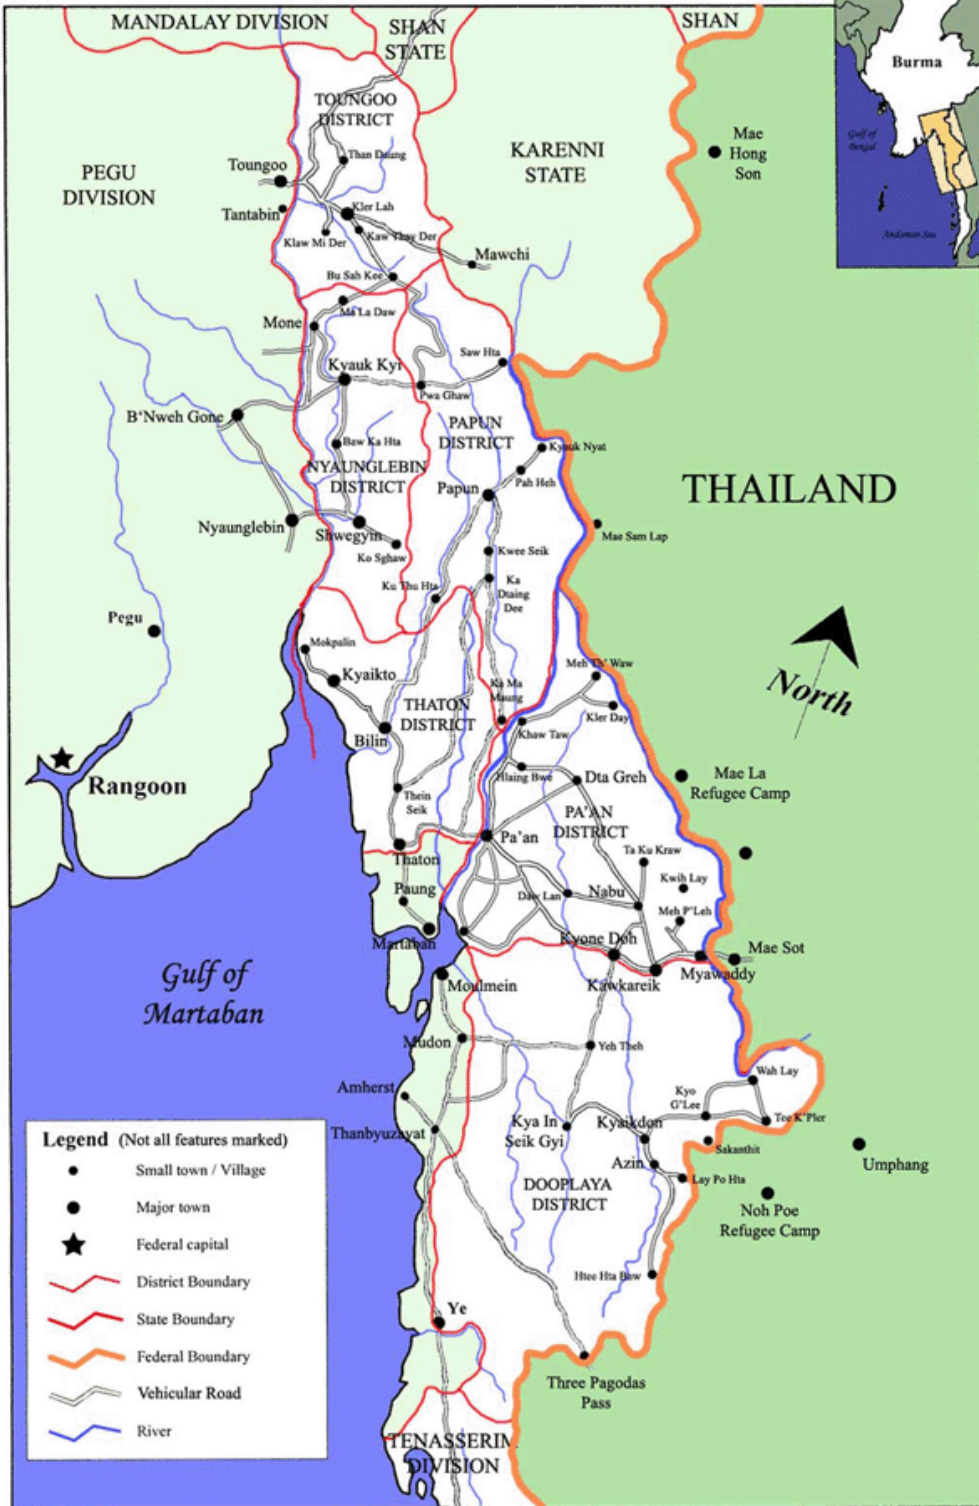 MANDALAY DIVISION
SHAN
STATE
SHAN
Burma
Gulf of
Bengal
Andaman Sea
TOUNGOO
DISTRICT
Than Daung
Toungoo
Tantabin
Kler Lah
Klaw Mi Der
Kaw Thay Der
Mawchi
Bu Sah Kee
PEGU
DIVISION
KARENNI
STATE
Mae
Hong
Son
Ma La Daw
Mone
Saw Hta
Kyauk Kyi
Pwa Ghaw
B'Nweh Gone
PAPUN
DISTRICT
Baw Ka Hta
Kyauk Nyat
NYAUNGLEBIN
DISTRICT
Pah Heh
Papun
THAILAND
Nyaunglebin
Shwegyin
Ko Sghaw
Mae Sam Lap
Kwee Seik
Ku Thu Hta
Ka
Dtaing
Dee
Pegu
Mokpalin
Kyaikto
Meh Th' Waw
Ka Ma
Maung
Kler Day
North
THATON
DISTRICT
Bilin
Khaw Taw
Hlaing Bwe
Dta Greh
Mae La
Refugee Camp
Rangoon
Thein
Seik
PA'AN
DISTRICT
Pa'an
Thaton
Ta Ku Kraw
Kwih Lay
Paung
Daw Lan
Nabu
Meh P'Leh
Martaban
Kyone Doh
Mae Sot
Myawaddy
Kawkareik
Gulf of
Martaban
Moulmein
Mudon
Yeh Theh
Wah Lay
Amherst
Kyo
G'Lee
Tee K'Pler
Thanbyuzayat
Kya In
Seik Gyi
Kyaikdon
Sakanthit
Umphang
Azin
Lay Po Hta
DOOPLAYA
DISTRICT
Noh Poe
Refugee Camp
Htee Hta Baw
Ye
Three Pagodas
Pass
TENASSERIM
DIVISION
Legend (Not all features marked)
Small town / Village
Major town
Federal capital
District Boundary
State Boundary
Federal Boundary
Vehicular Road
River